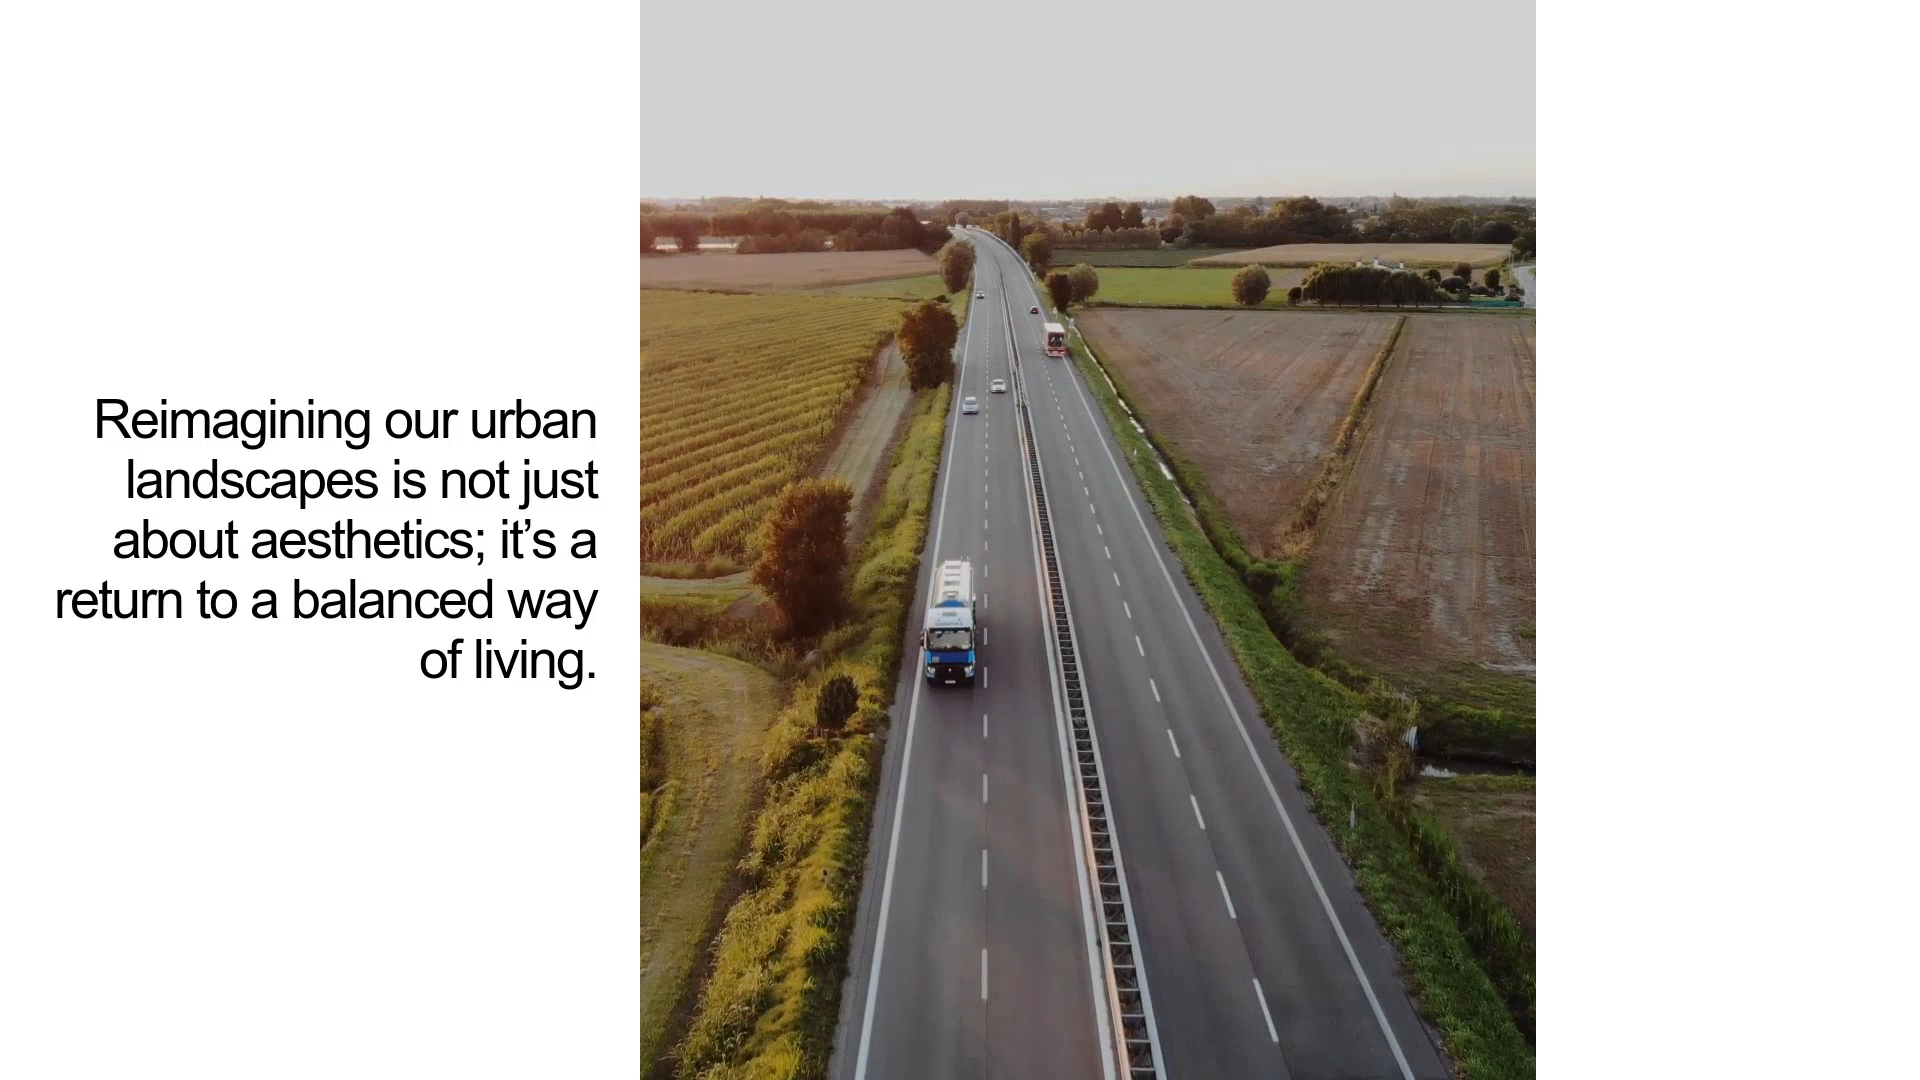 Reimagining our urban
landscapes is not just
about aesthetics; it’s a
return to a balanced way
of living.